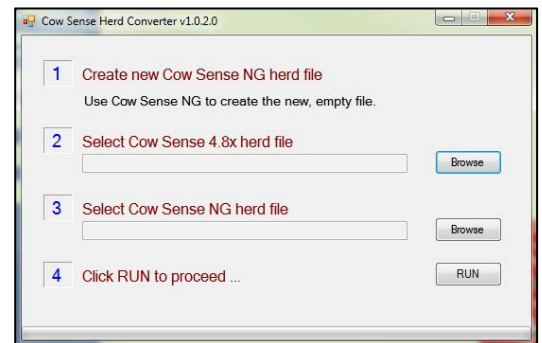 Cow Sense Herd Converter v1.0.2.0
1 Create new Cow Sense NG herd file
Use Cow Sense NG to create the new, empty file.
2 Select Cow Sense 4.8x herd file
Browse
3 Select Cow Sense NG herd file
Browse
4 Click RUN to proceed ...
RUN